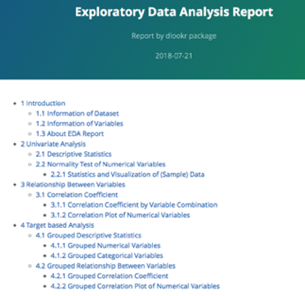 Exploratory Data Analysis Report
Report by dlookr package
2018-07-21
1 Introduction
1.1 Information of Dataset
1.2 Information of Variables
1.3 About EDA Report
2 Univariate Analysis
2.1 Descriptive Statistics
2.2 Normality Test of Numerical Variables
2.2.1 Statistics and Visualization of (Sample) Data
3 Relationship Between Variables
3.1 Correlation Coefficient
3.1.1 Correlation Coefficient by Variable Combination
3.1.2 Correlation Plot of Numerical Variables
4 Target based Analysis
4.1 Grouped Descriptive Statistics
4.1.1 Grouped Numerical Variables
4.1.2 Grouped Categorical Variables
4.2 Grouped Relationship Between Variables
4.2.1 Grouped Correlation Coefficient
4.2.2 Grouped Correlation Plot of Numerical Variables